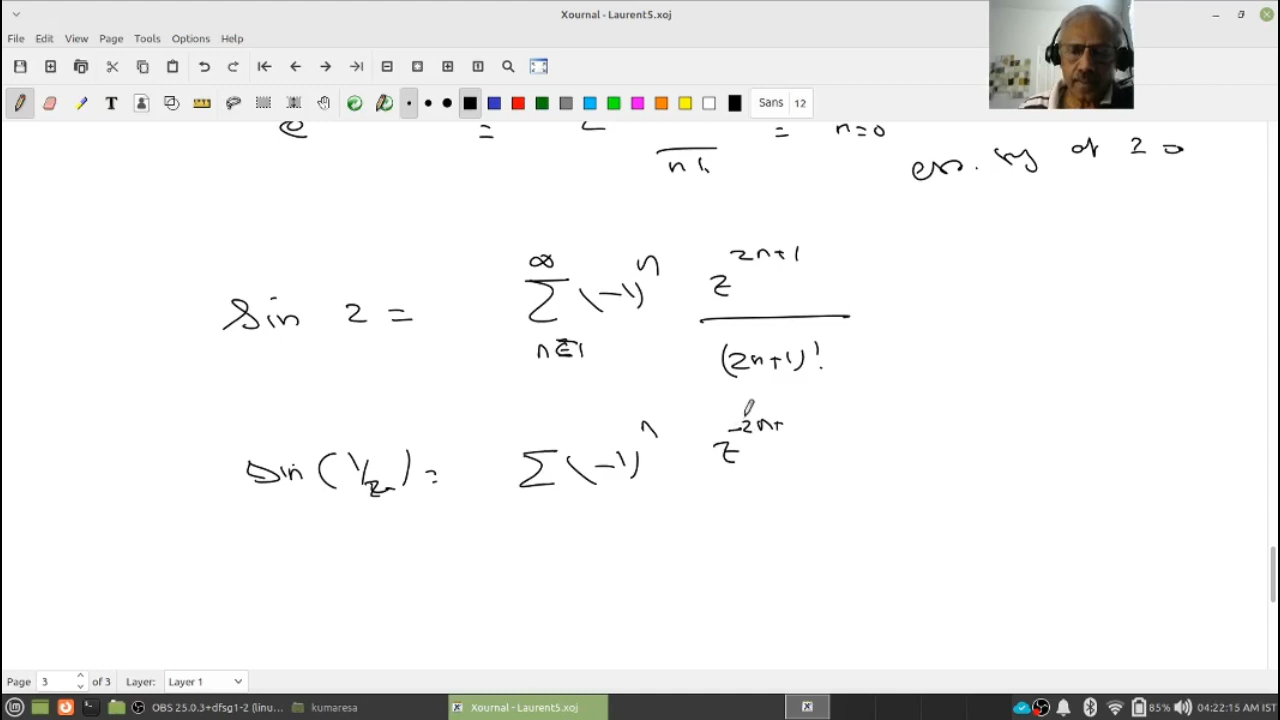 Xournal - Laurent5.xoj
File Edit View Page Tools Options Help
Sans 12
e = Σ = n=0
n!
of z=0
Sin z = ∑ (-1)^n z^{2n+1}
∞
n=1 (2n+1)!
Sin (1/z) = ∑ (-1)^n z^{-2n+
Page 3 of 3 Layer: Layer 1
OBS 25.0.3+dfsg1-2 (linu... kumaresa Xournal - Laurent5.xoj 85% 04:22:15 AM IST